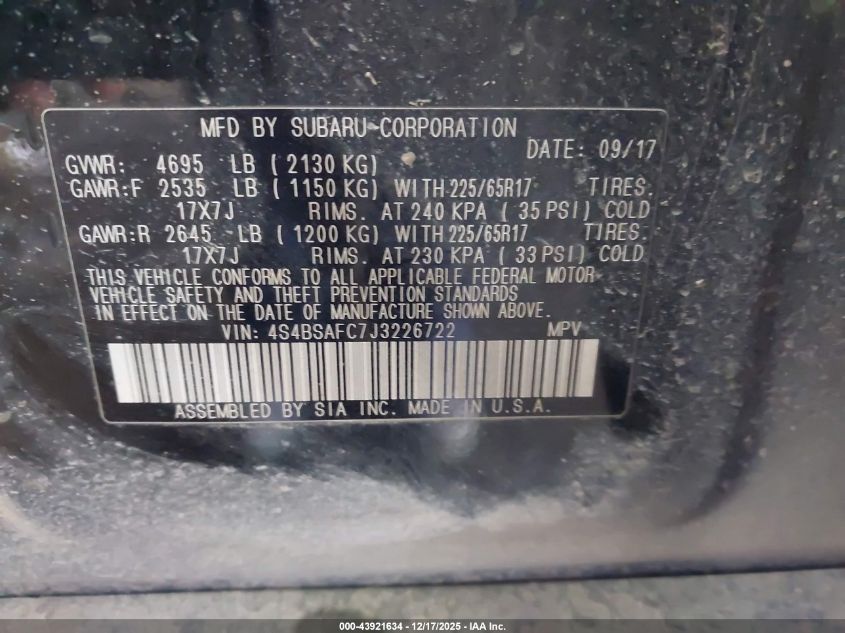 MFD BY SUBARU CORPORATION
DATE: 09/17
GVWR: 4695 LB (2130 KG)
GAWR:F 2535 LB (1150 KG) WITH 225/65R17 TIRES.
17X7J RIMS. AT 240 KPA (35 PSI) COLD
GAWR:R 2645 LB (1200 KG) WITH 225/65R17 TIRES.
17X7J RIMS. AT 230 KPA (33 PSI) COLD
THIS VEHICLE CONFORMS TO ALL APPLICABLE FEDERAL MOTOR
VEHICLE SAFETY AND THEFT PREVENTION STANDARDS
IN EFFECT ON THE DATE OF MANUFACTURE SHOWN ABOVE.
VIN: 4S4BSAFC7J3226722 MPV
ASSEMBLED BY SIA INC. MADE IN U.S.A.
000-43921634 | 12/17/2025 - IAA Inc.